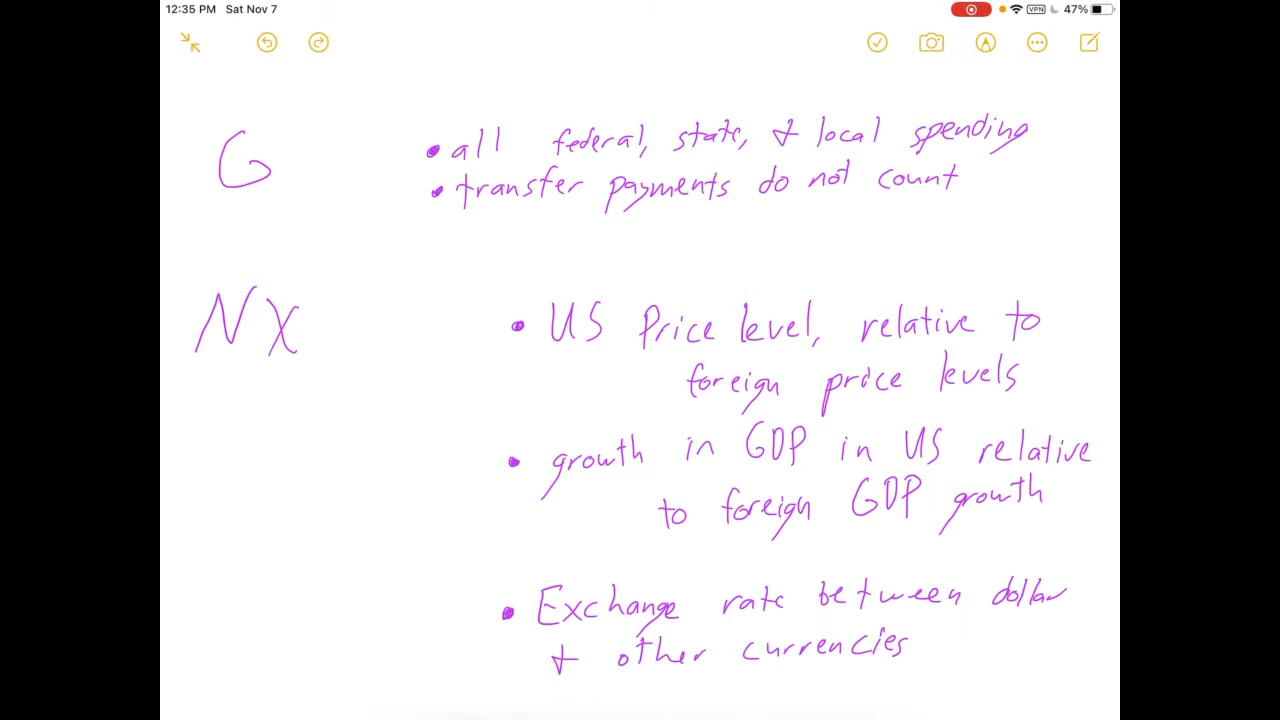 12:35 PM Sat Nov 7
VPN 47%
G
• all federal, state, + local spending
• transfer payments do not count
NX
• US Price level, relative to
foreign price levels
• growth in GDP in US relative
to foreign GDP growth
• Exchange rate between dollar
+ other currencies